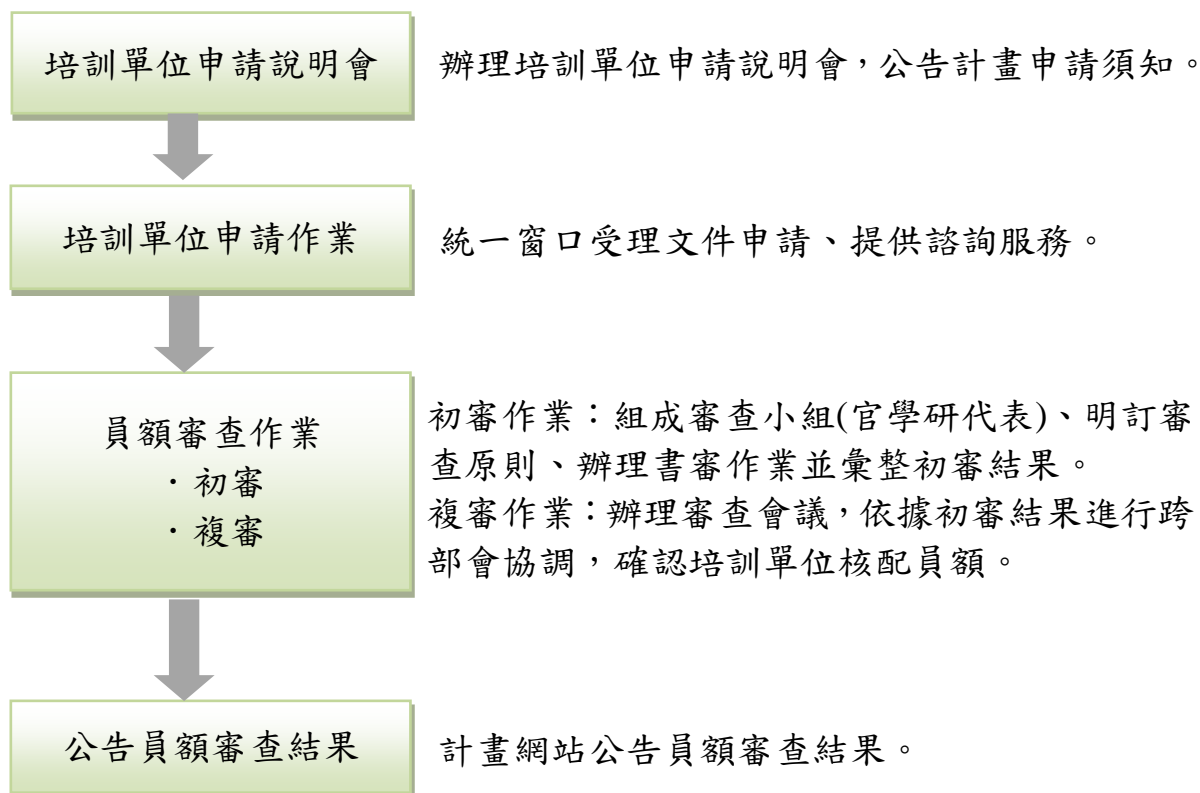 培訓單位申請說明會
辦理培訓單位申請說明會，公告計畫申請須知。
培訓單位申請作業
統一窗口受理文件申請、提供諮詢服務。
員額審查作業
・初審
・複審
初審作業：組成審查小組(官學研代表)、明訂審
查原則、辦理書審作業並彙整初審結果。
複審作業：辦理審查會議，依據初審結果進行跨
部會協調，確認培訓單位核配員額。
公告員額審查結果
計畫網站公告員額審查結果。